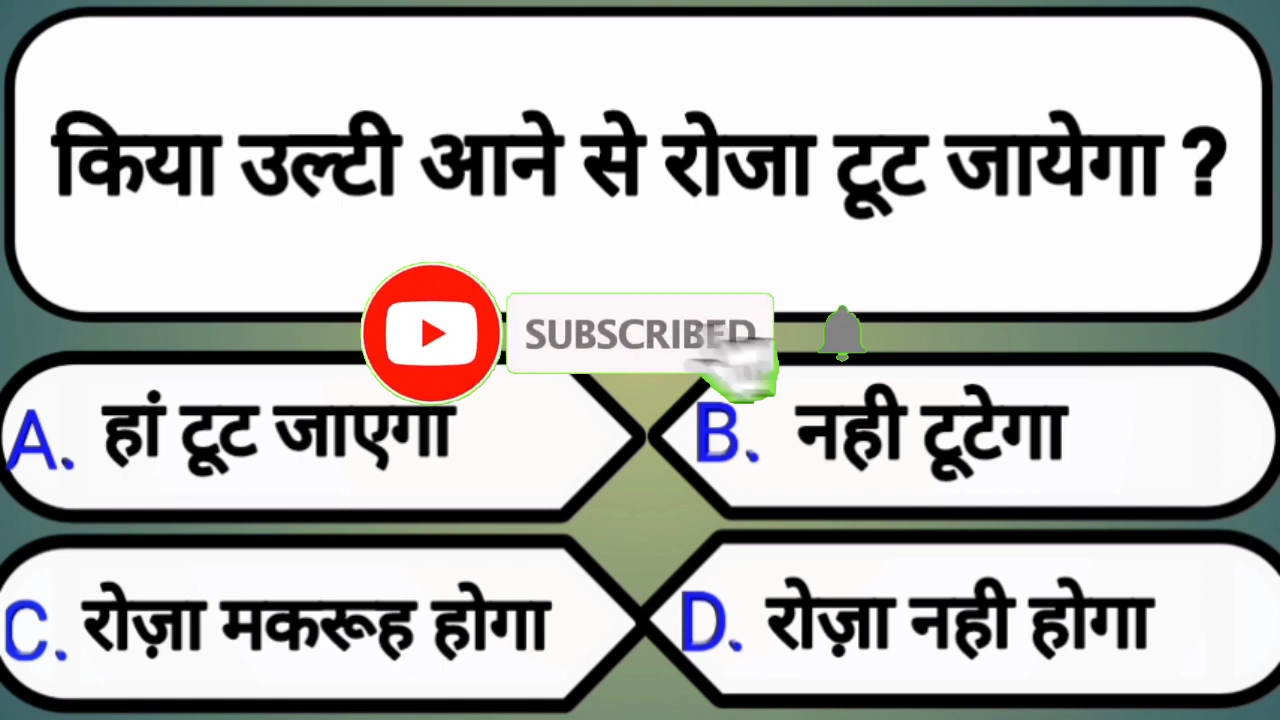 किया उल्टी आने से रोजा टूट जायेगा ?
SUBSCRIBED
A. हां टूट जाएगा
B. नही टूटेगा
C. रोज़ा मकरूह होगा
D. रोज़ा नही होगा